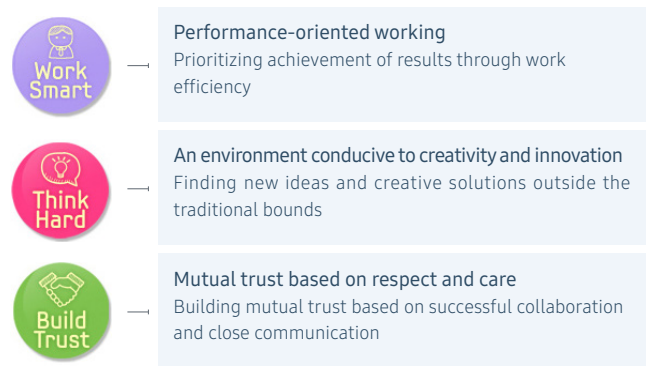 Work
Smart
Performance-oriented working
Prioritizing achievement of results through work
efficiency
Think
Hard
An environment conducive to creativity and innovation
Finding new ideas and creative solutions outside the
traditional bounds
Build
Trust
Mutual trust based on respect and care
Building mutual trust based on successful collaboration
and close communication